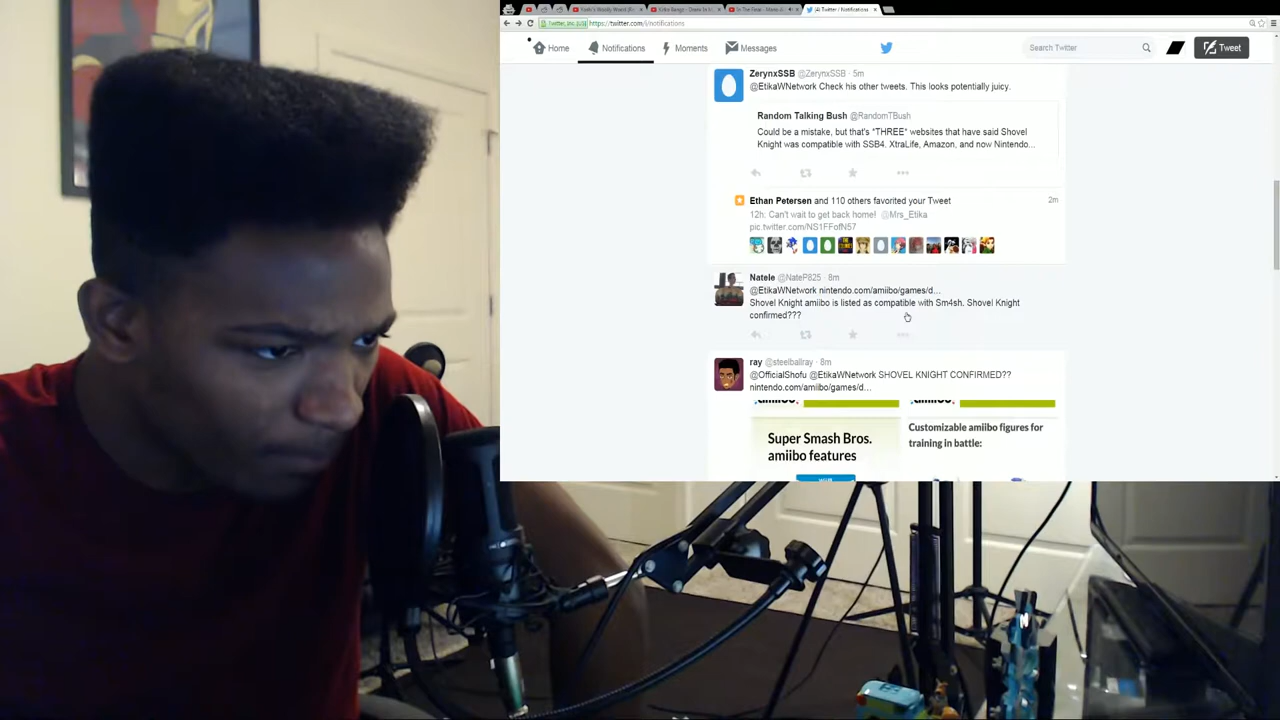 https://twitter.com/i/notifications
Home
Notifications
Moments
Messages
Search Twitter
Tweet
ZerynxSSB @ZerynxSSB · 5m
@EtikaWNetwork Check his other tweets. This looks potentially juicy.
Random Talking Bush @RandomTBush
Could be a mistake, but that's *THREE* websites that have said Shovel
Knight was compatible with SSB4. XtraLife, Amazon, and now Nintendo...
Ethan Petersen and 110 others favorited your Tweet
2m
12h: Can't wait to get back home! @Mrs_Etika
pic.twitter.com/NS1FFofN57
Natele @NateP825 · 8m
@EtikaWNetwork nintendo.com/amiibo/games/d...
Shovel Knight amiibo is listed as compatible with Sm4sh. Shovel Knight
confirmed???
ray @steelballray · 8m
@OfficialShofu @EtikaWNetwork SHOVEL KNIGHT CONFIRMED??
nintendo.com/amiibo/games/d...
Super Smash Bros.
amiibo features
Customizable amiibo figures for
training in battle: